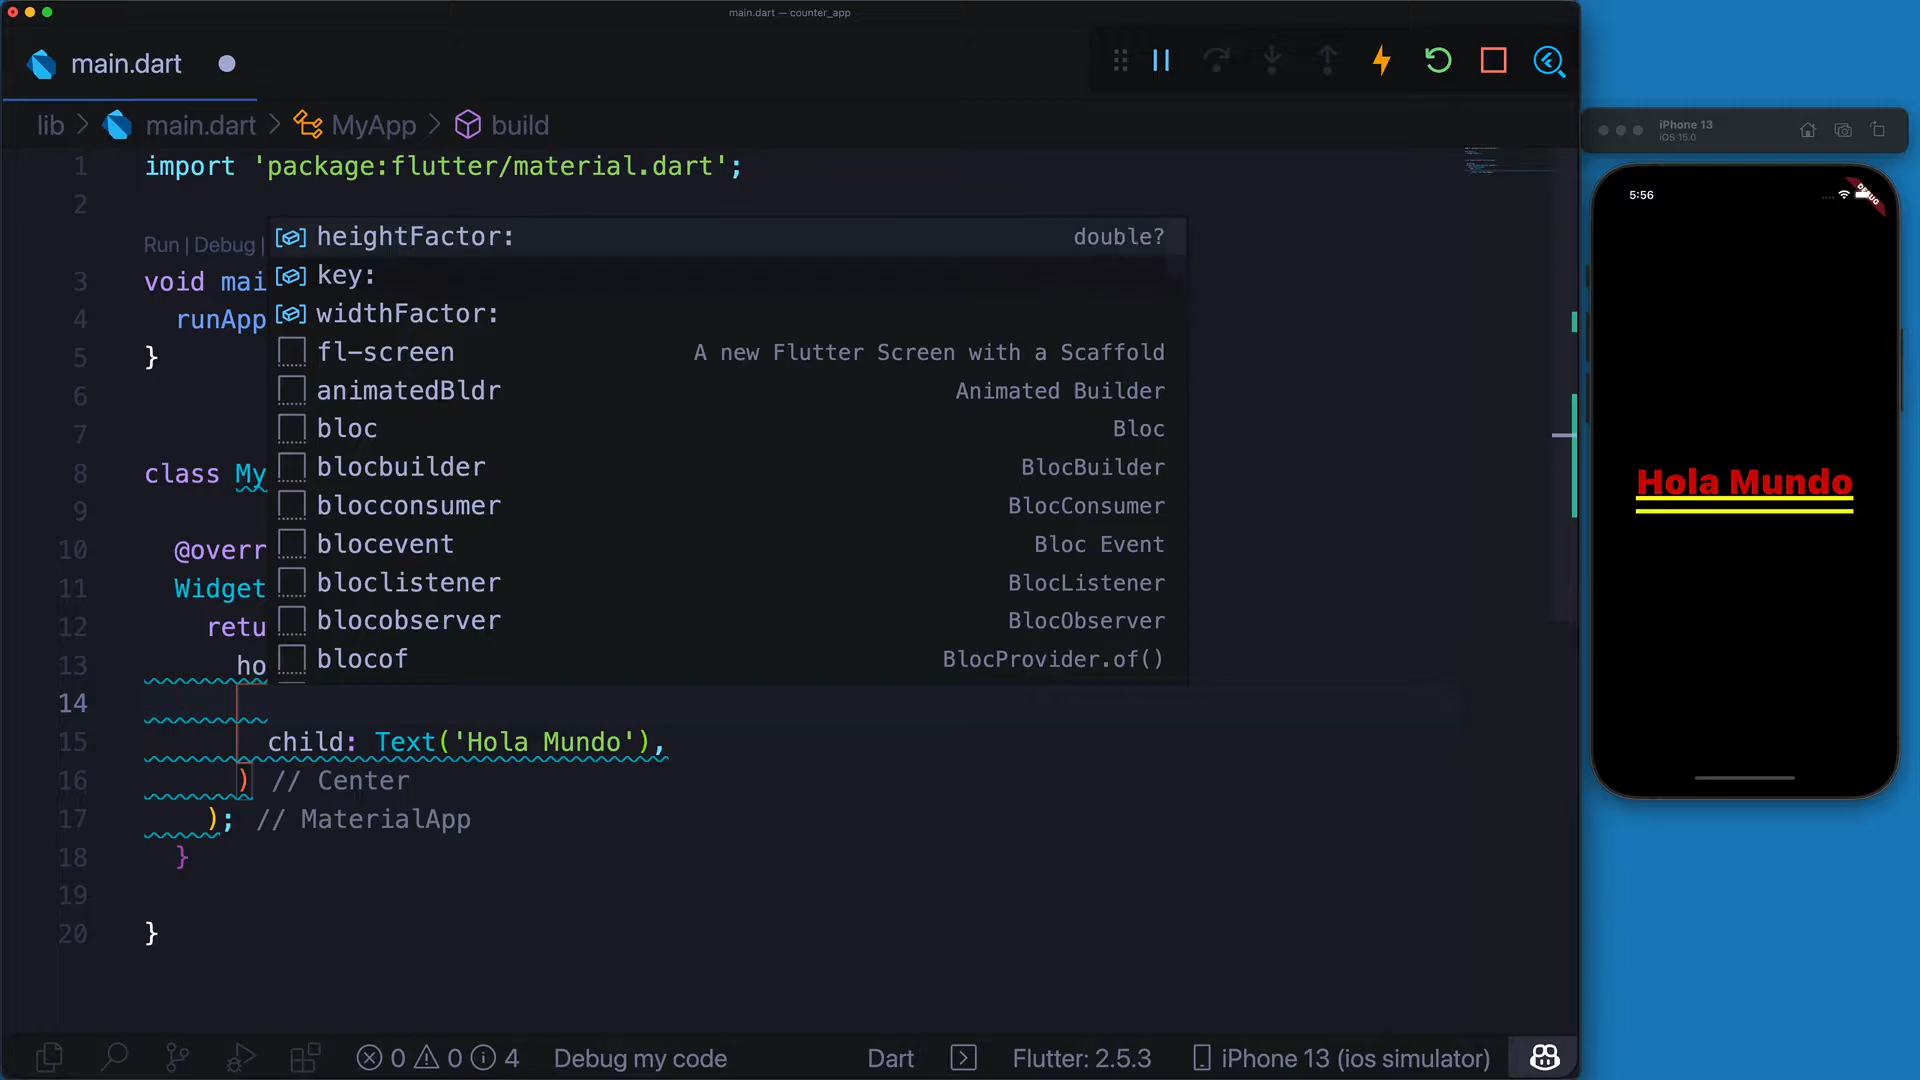 main.dart — counter_app
main.dart
lib > main.dart > MyApp > build
1 import 'package:flutter/material.dart';
2
Run | Debug |
3 void mai
4 runApp
5 }
6
7
8 class My
9
10 @overr
11 Widget
12 retu
13 ho
14
15 child: Text('Hola Mundo'),
16 ) // Center
17 ); // MaterialApp
18 }
19
20 }
heightFactor: double?
key:
widthFactor:
fl-screen A new Flutter Screen with a Scaffold
animatedBldr Animated Builder
bloc Bloc
blocbuilder BlocBuilder
blocconsumer BlocConsumer
blocevent Bloc Event
bloclistener BlocListener
blocobserver BlocObserver
blocof BlocProvider.of()
0 0 4 Debug my code Dart Flutter: 2.5.3 iPhone 13 (ios simulator)
iPhone 13
iOS 15.0
5:56
DEBUG
Hola Mundo